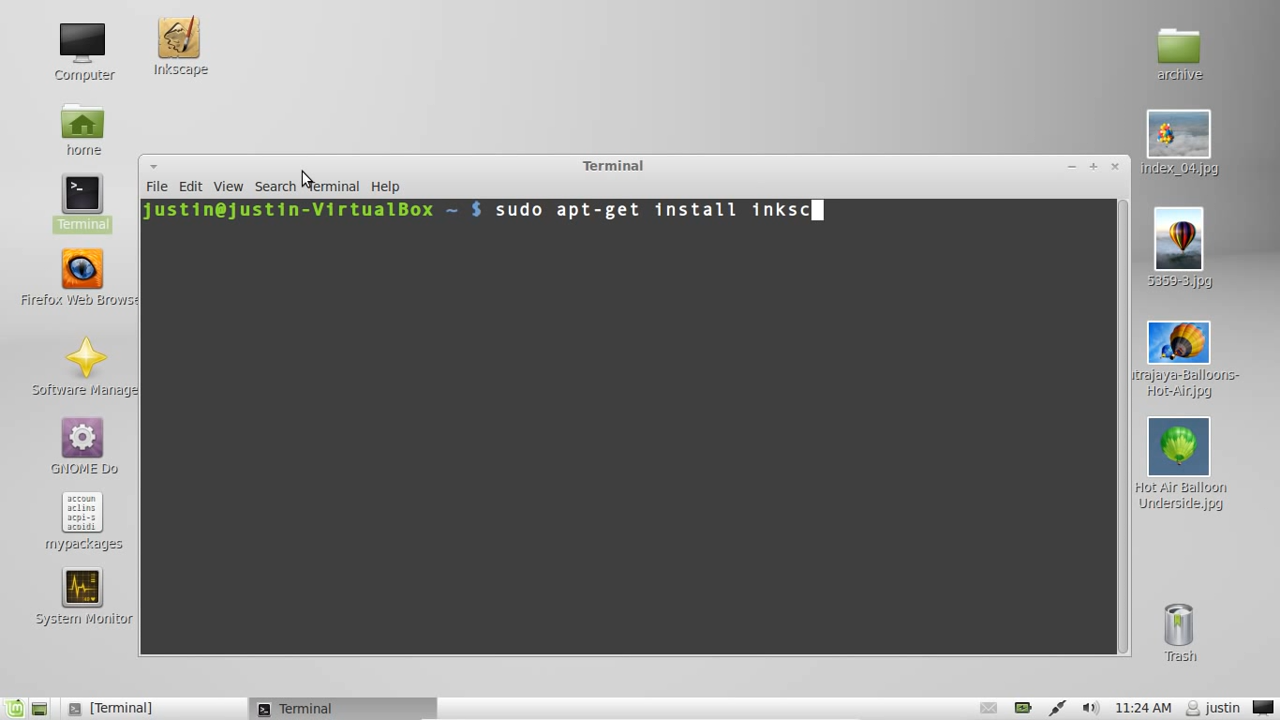 Computer
Inkscape
archive
home
index_04.jpg
Terminal
File Edit View Search Terminal Help
justin@justin-VirtualBox ~ $ sudo apt-get install inksc
>_
Terminal
5359-3.jpg
Firefox Web Browse
Software Manage
utrajaya-Balloons-
Hot-Air.jpg
GNOME Do
Hot Air Balloon
Underside.jpg
accoun
aclins
acpi-s
acpidi
mypackages
System Monitor
Trash
[Terminal]
Terminal
11:24 AM
justin